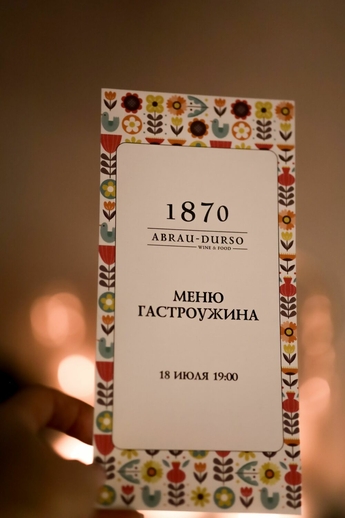 1870
ABRAU-DURSO
WINE & FOOD
МЕНЮ
ГАСТРОУЖИНА
18 ИЮЛЯ 19:00